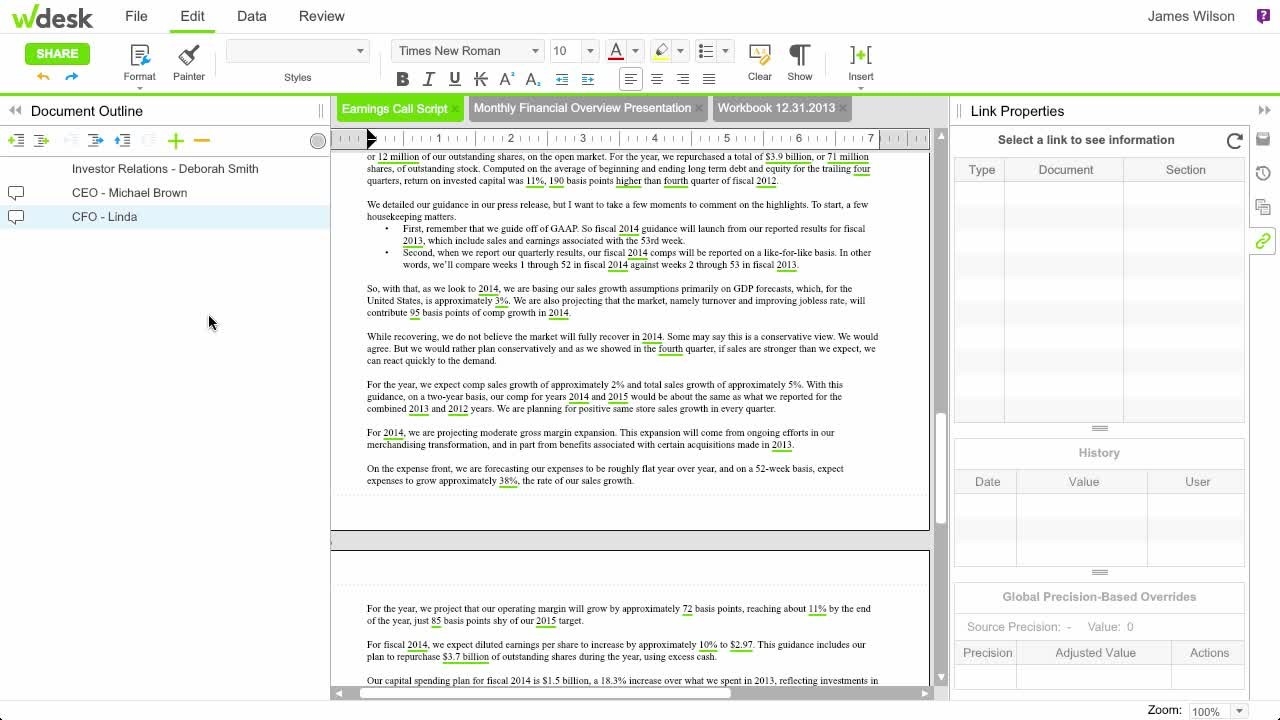 wdesk
File Edit Data Review
James Wilson
SHARE
Times New Roman 10
Format Painter Styles
Clear Show Insert
Document Outline
Investor Relations - Deborah Smith
CEO - Michael Brown
CFO - Linda
Earnings Call Script Monthly Financial Overview Presentation Workbook 12.31.2013
1 2 3 4 5 6 7
or 12 million of our outstanding shares, on the open market. For the year, we repurchased a total of $3.9 billion, or 71 million
shares, of outstanding stock. Computed on the average of beginning and ending long term debt and equity for the trailing four
quarters, return on invested capital was 11%, 190 basis points higher than fourth quarter of fiscal 2012.
We detailed our guidance in our press release, but I want to take a few moments to comment on the highlights. To start, a few
housekeeping matters.
• First, remember that we guide off of GAAP. So fiscal 2014 guidance will launch from our reported results for fiscal
2013, which include sales and earnings associated with the 53rd week.
• Second, when we report our quarterly results, our fiscal 2014 comps will be reported on a like-for-like basis. In other
words, we'll compare weeks 1 through 52 in fiscal 2014 against weeks 2 through 53 in fiscal 2013.
So, with that, as we look to 2014, we are basing our sales growth assumptions primarily on GDP forecasts, which, for the
United States, is approximately 3%. We are also projecting that the market, namely turnover and improving jobless rate, will
contribute 95 basis points of comp growth in 2014.
While recovering, we do not believe the market will fully recover in 2014. Some may say this is a conservative view. We would
agree. But we would rather plan conservatively and as we showed in the fourth quarter, if sales are stronger than we expect, we
can react quickly to the demand.
For the year, we expect comp sales growth of approximately 2% and total sales growth of approximately 5%. With this
guidance, on a two-year basis, our comp for years 2014 and 2015 would be about the same as what we reported for the
combined 2013 and 2012 years. We are planning for positive same store sales growth in every quarter.
For 2014, we are projecting moderate gross margin expansion. This expansion will come from ongoing efforts in our
merchandising transformation, and in part from benefits associated with certain acquisitions made in 2013.
On the expense front, we are forecasting our expenses to be roughly flat year over year, and on a 52-week basis, expect
expenses to grow approximately 38%, the rate of our sales growth.
For the year, we project that our operating margin will grow by approximately 72 basis points, reaching about 11% by the end
of the year, just 85 basis points shy of our 2015 target.
For fiscal 2014, we expect diluted earnings per share to increase by approximately 10% to $2.97. This guidance includes our
plan to repurchase $3.7 billion of outstanding shares during the year, using excess cash.
Our capital spending plan for fiscal 2014 is $1.5 billion, a 18.3% increase over what we spent in 2013, reflecting investments in
Link Properties
Select a link to see information
Type Document Section
History
Date Value User
Global Precision-Based Overrides
Source Precision: - Value: 0
Precision Adjusted Value Actions
Zoom: 100%